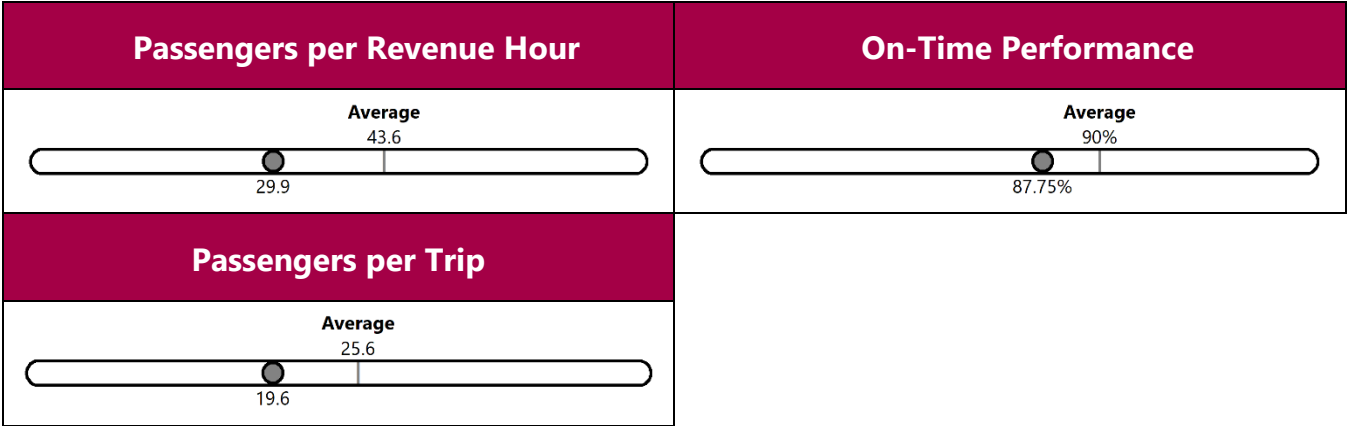 Passengers per Revenue Hour
On-Time Performance
Average
43.6
29.9
Average
90%
87.75%
Passengers per Trip
Average
25.6
19.6